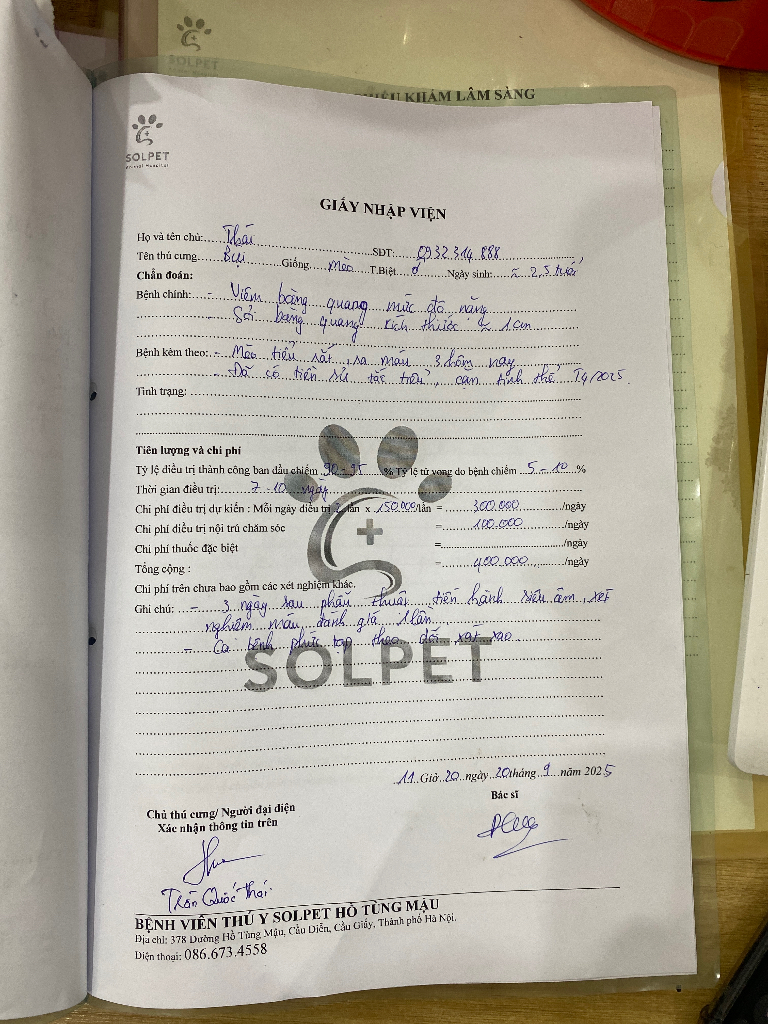 SOLPET
PHIẾU KHÁM LÂM SÀNG
SOLPET
Animal Hospital
GIẤY NHẬP VIỆN
Họ và tên chủ: Thái SĐT: 0932 314 888
Tên thú cưng: Bụi Giống: Mèo T.Biệt ♂ Ngày sinh: ~ 2,5 tuổi
Chẩn đoán:
Bệnh chính: - Viêm bàng quang mức độ nặng
- Sỏi bàng quang kích thước ~ 1cm
Bệnh kèm theo: - Mèo tiểu rắt, ra máu 3 hôm nay
- Đã có tiền sử tắc tiểu, cạn tinh thể T4/2025.
Tình trạng:
Tiên lượng và chi phí
Tỷ lệ điều trị thành công ban đầu chiếm 90-95 % Tỷ lệ tử vong do bệnh chiếm 5-10 %
Thời gian điều trị: 7-10 ngày
Chi phí điều trị dự kiến : Mỗi ngày điều trị 2 lần x 150.000/lần = 300.000 /ngày
Chi phí điều trị nội trú chăm sóc = 100.000 /ngày
Chi phí thuốc đặc biệt = /ngày
Tổng cộng : = 400.000 /ngày
Chi phí trên chưa bao gồm các xét nghiệm khác.
Ghi chú: - 3 ngày sau phẫu thuật tiến hành siêu âm, xét
nghiệm máu, đánh giá 1 lần.
- Ca bệnh phức tạp theo dõi sát sao
SOLPET
11 Giờ 20 ngày 20 tháng 9 năm 2025
Chủ thú cưng/ Người đại diện
Xác nhận thông tin trên
Bác sĩ
Trần Quốc Thái
BỆNH VIỆN THÚ Y SOLPET HỒ TÙNG MẬU
Địa chỉ: 378 Đường Hồ Tùng Mậu, Cầu Diễn, Cầu Giấy, Thành phố Hà Nội.
Điện thoại: 086.673.4558